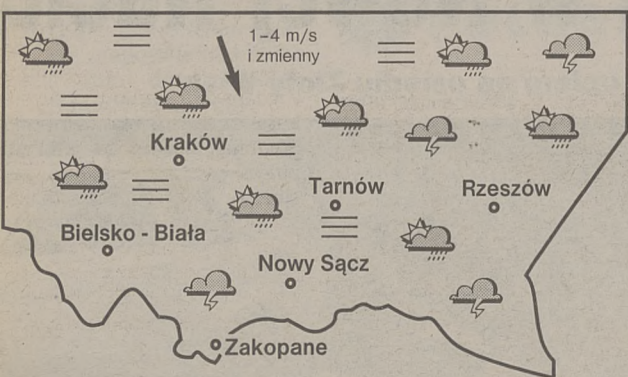 1-4 m/s
i zmienny
Kraków
Tarnów
Rzeszów
Bielsko - Biała
Nowy Sącz
Zakopane